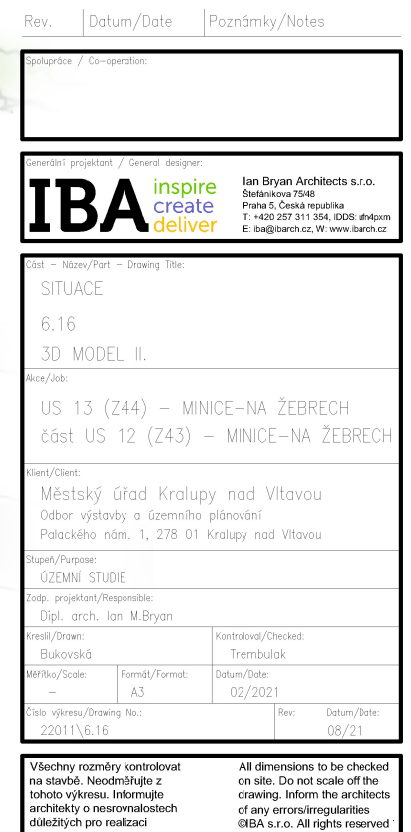 Rev. Datum/Date Poznámky/Notes
Spolupráce / Co-operation:
Generální projektant / General designer:
IBA inspire
create
deliver
Ian Bryan Architects s.r.o.
Štefánikova 75/48
Praha 5, Česká republika
T: +420 257 311 354, IDDS: ufn4pxm
E: iba@ibarch.cz, W: www.ibarch.cz
Část - Název/Part - Drawing Title:
SITUACE
6.16
3D MODEL II.
Akce/Job:
US 13 (Z44) - MINICE-NA ŽEBRECH
část US 12 (Z43) - MINICE-NA ŽEBRECH
Klient/Client:
Městský úřad Kralupy nad Vltavou
Odbor výstavby a územního plánování
Palackého nám. 1, 278 01 Kralupy nad Vltavou
Stupeň/Purpose:
ÚZEMNÍ STUDIE
Zodp. projektant/Responsible:
Dipl. arch. Ian M.Bryan
Kreslil/Drawn: Kontroloval/Checked:
Bukovská Trembulak
Měřítko/Scale: Formát/Format: Datum/Date:
- A3 02/2021
Číslo výkresu/Drawing No.: Rev: Datum/Date:
22011\6.16 08/21
Všechny rozměry kontrolovat
na stavbě. Neodměřujte z
tohoto výkresu. Informujte
architekty o nesrovnalostech
důležitých pro realizaci
All dimensions to be checked
on site. Do not scale off the
drawing. Inform the architects
of any errors/irregularities
©IBA s.r.o. All rights reserved